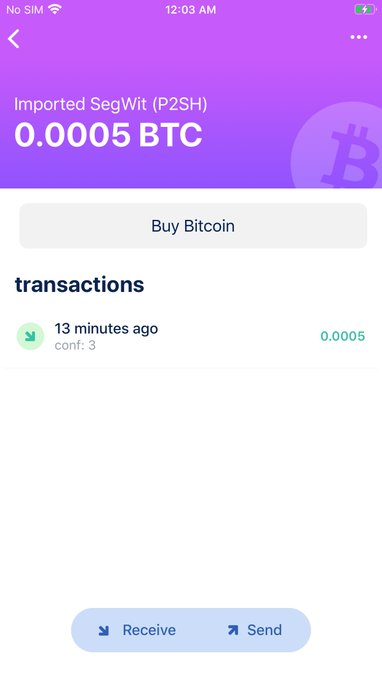 No SIM 12:03 AM
Imported SegWit (P2SH)
0.0005 BTC
Buy Bitcoin
transactions
13 minutes ago 0.0005
conf: 3
Receive Send